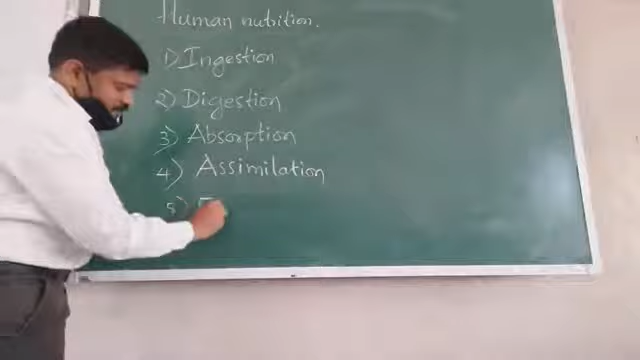 Human nutrition.
1) Ingestion
2) Digestion
3) Absorption
4) Assimilation
5)